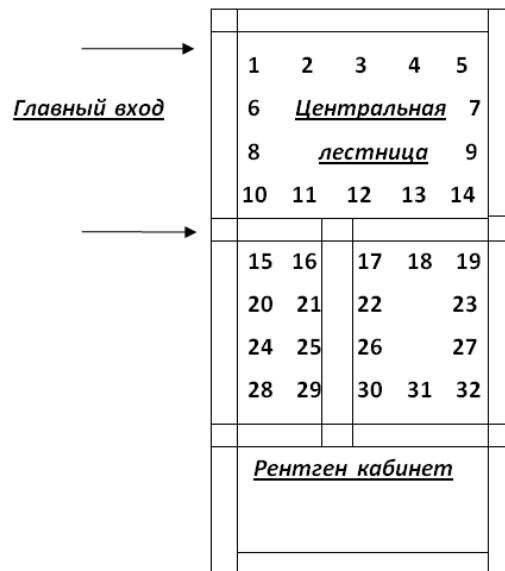 1 2 3 4 5
Главный вход 6 Центральная 7
8 лестница 9
10 11 12 13 14
15 16 17 18 19
20 21 22 23
24 25 26 27
28 29 30 31 32
Рентген кабинет